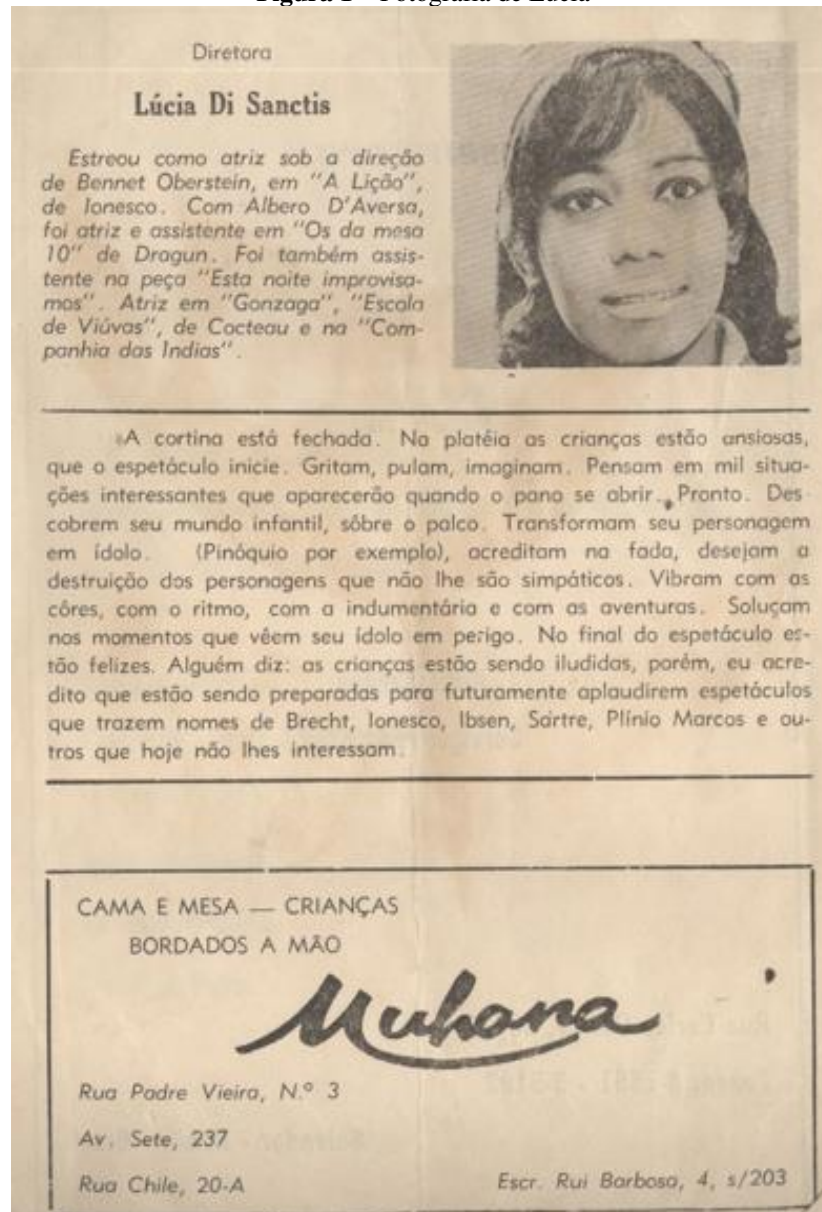 Diretora
Lúcia Di Sanctis
Estreou como atriz sob a direção
de Bennet Oberstein, em "A Lição",
de Ionesco. Com Albero D'Aversa,
foi atriz e assistente em "Os da mesa
10" de Dragun. Foi também assis-
tente na peça "Esta noite improvisa-
mos". Atriz em "Gonzaga", "Escola
de Viúvas", de Cocteau e na "Com-
panhia das Indias".
A cortina está fechada. Na platéia as crianças estão ansiosas,
que o espetáculo inicie. Gritam, pulam, imaginam. Pensam em mil situa-
ções interessantes que aparecerão quando o pano se abrir. Pronto. Des
cobrem seu mundo infantil, sôbre o palco. Transformam seu personagem
em ídolo. (Pinóquio por exemplo), acreditam na fada, desejam a
destruição dos personagens que não lhe são simpáticos. Vibram com as
côres, com o ritmo, com a indumentária e com as aventuras. Soluçam
nos momentos que vêem seu ídolo em perigo. No final do espetáculo es-
tão felizes. Alguém diz: as crianças estão sendo iludidas, porém, eu acre-
dito que estão sendo preparadas para futuramente aplaudirem espetáculos
que trazem nomes de Brecht, Ionesco, Ibsen, Sartre, Plínio Marcos e ou-
tros que hoje não lhes interessam.
CAMA E MESA — CRIANÇAS
BORDADOS A MÃO
Muhana
Rua Padre Vieira, N.º 3
Av. Sete, 237
Rua Chile, 20-A
Escr. Rui Barbosa, 4, s/203